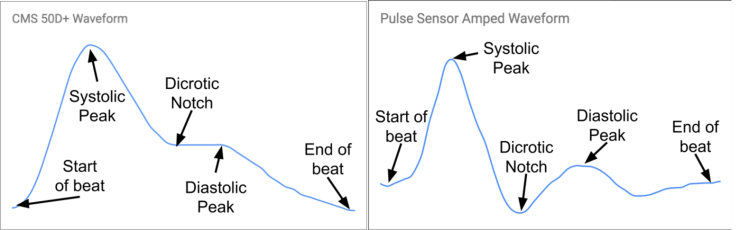 CMS 50D+ Waveform
Systolic
Peak
Dicrotic
Notch
Start
of beat
Diastolic
Peak
End of
beat
Pulse Sensor Amped Waveform
Systolic
Peak
Start of
beat
Dicrotic
Notch
Diastolic
Peak
End of
beat